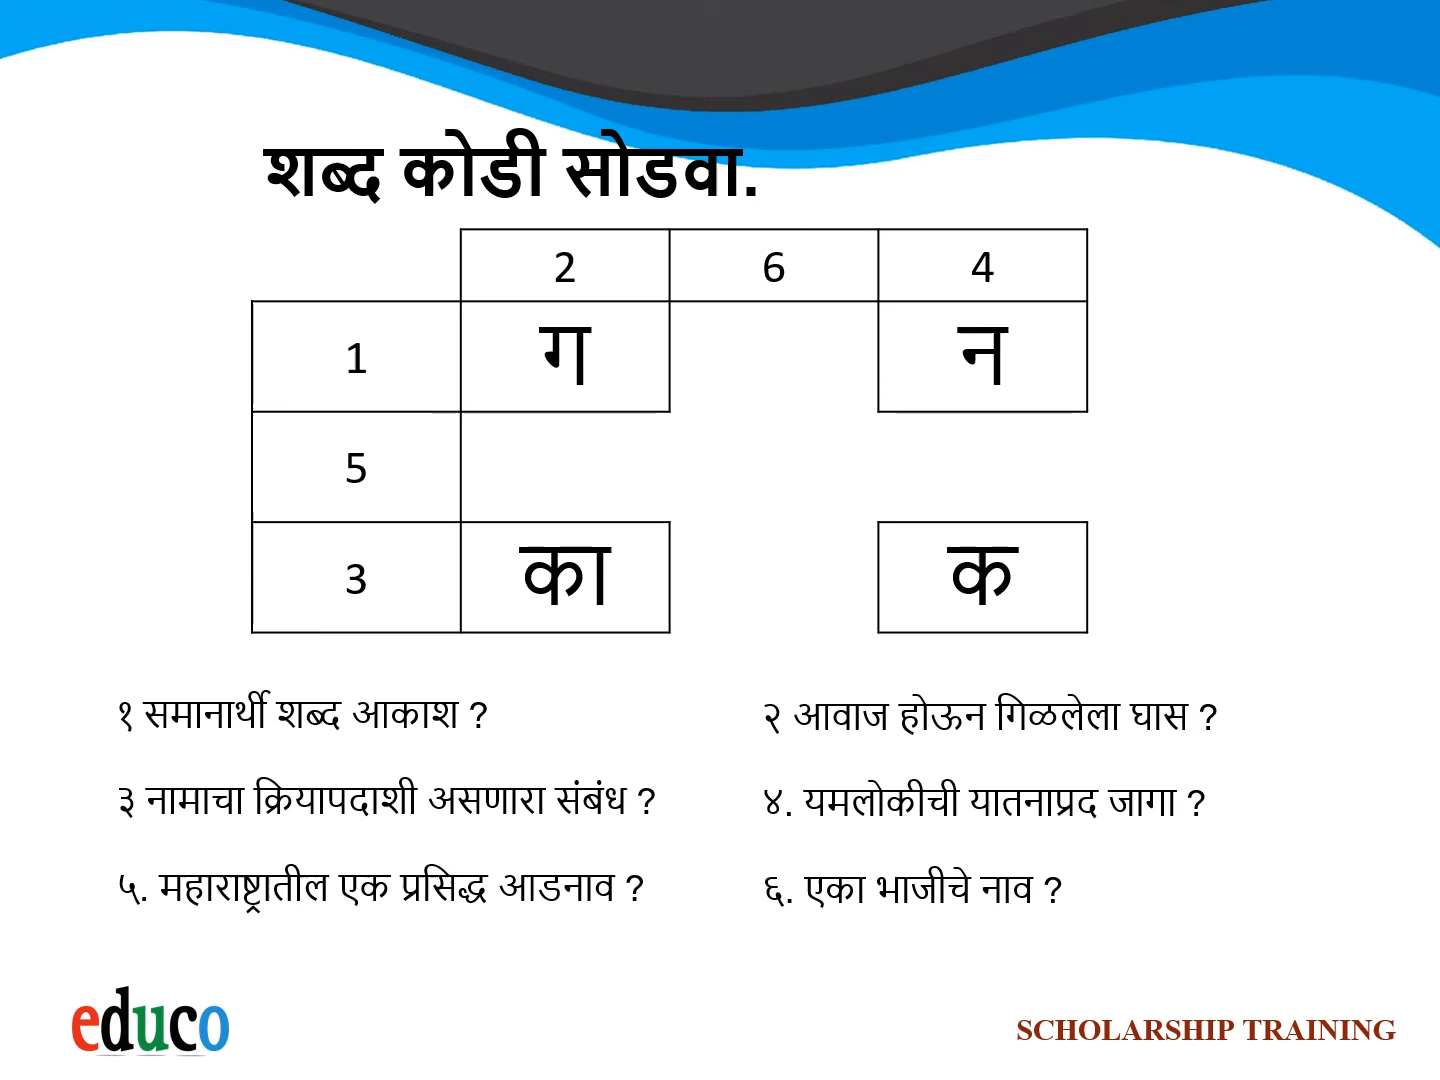 शब्द कोडी सोडवा.
2 6 4
1 ग न
5
3 का क
१ समानार्थी शब्द आकाश ?
२ आवाज होऊन गिळलेला घास ?
३ नामाचा क्रियापदाशी असणारा संबंध ?
४. यमलोकीची यातनाप्रद जागा ?
५. महाराष्ट्रातील एक प्रसिद्ध आडनाव ?
६. एका भाजीचे नाव ?
educo
SCHOLARSHIP TRAINING